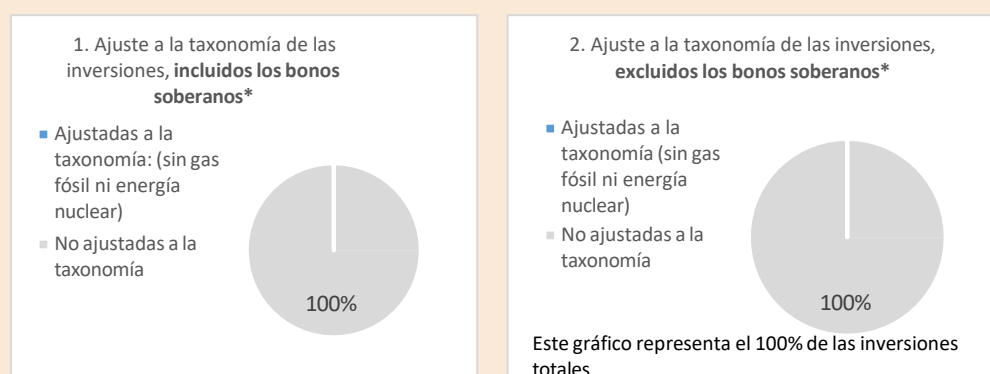 1. Ajuste a la taxonomía de las
inversiones, incluidos los bonos
soberanos*
Ajustadas a la
taxonomía: (sin gas
fósil ni energía
nuclear)
No ajustadas a la
taxonomía
100%
2. Ajuste a la taxonomía de las inversiones,
excluidos los bonos soberanos*
Ajustadas a la
taxonomía (sin gas
fósil ni energía
nuclear)
No ajustadas a la
taxonomía
100%
Este gráfico representa el 100% de las inversiones
totales